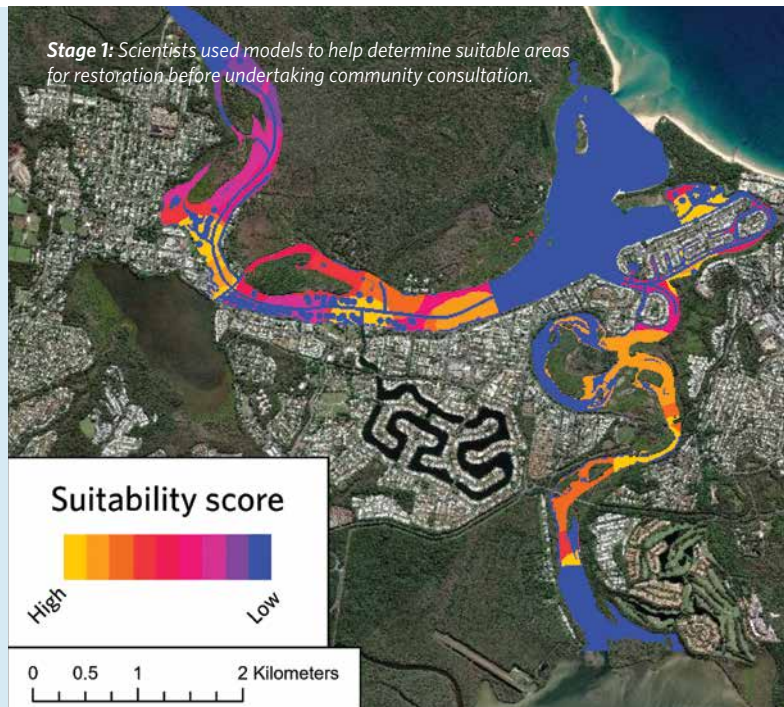 Stage 1: Scientists used models to help determine suitable areas
for restoration before undertaking community consultation.
Suitability score
High
Low
0 0.5 1 2 Kilometers